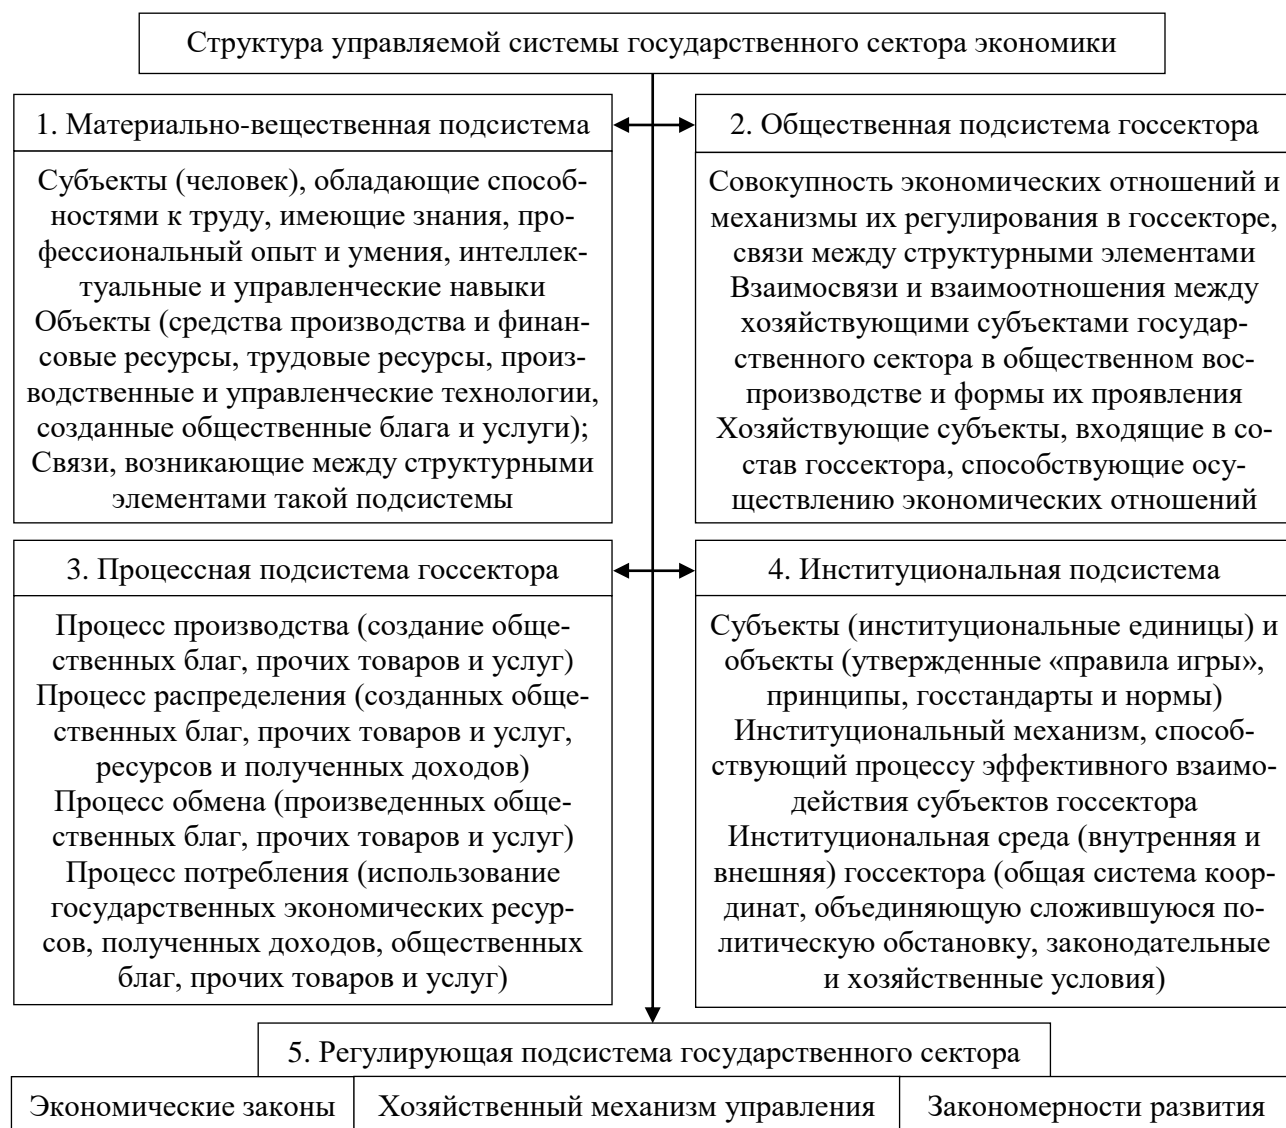 Структура управляемой системы государственного сектора экономики
1. Материально-вещественная подсистема
Субъекты (человек), обладающие способ-
ностями к труду, имеющие знания, про-
фессиональный опыт и умения, интеллек-
туальные и управленческие навыки
Объекты (средства производства и финан-
совые ресурсы, трудовые ресурсы, произ-
водственные и управленческие технологии,
созданные общественные блага и услуги);
Связи, возникающие между структурными
элементами такой подсистемы
2. Общественная подсистема госсектора
Совокупность экономических отношений и
механизмы их регулирования в госсекторе,
связи между структурными элементами
Взаимосвязи и взаимоотношения между
хозяйствующими субъектами государ-
ственного сектора в общественном вос-
производстве и формы их проявления
Хозяйствующие субъекты, входящие в со-
став госсектора, способствующие осу-
ществлению экономических отношений
3. Процессная подсистема госсектора
Процесс производства (создание обще-
ственных благ, прочих товаров и услуг)
Процесс распределения (созданных обще-
ственных благ, прочих товаров и услуг,
ресурсов и полученных доходов)
Процесс обмена (произведенных обще-
ственных благ, прочих товаров и услуг)
Процесс потребления (использование
государственных экономических ресур-
сов, полученных доходов, общественных
благ, прочих товаров и услуг)
4. Институциональная подсистема
Субъекты (институциональные единицы) и
объекты (утвержденные «правила игры»,
принципы, госстандарты и нормы)
Институциональный механизм, способ-
ствующий процессу эффективного взаимо-
действия субъектов госсектора
Институциональная среда (внутренняя и
внешняя) госсектора (общая система коор-
динат, объединяющую сложившуюся по-
литическую обстановку, законодательные
и хозяйственные условия)
5. Регулирующая подсистема государственного сектора
Экономические законы
Хозяйственный механизм управления
Закономерности развития